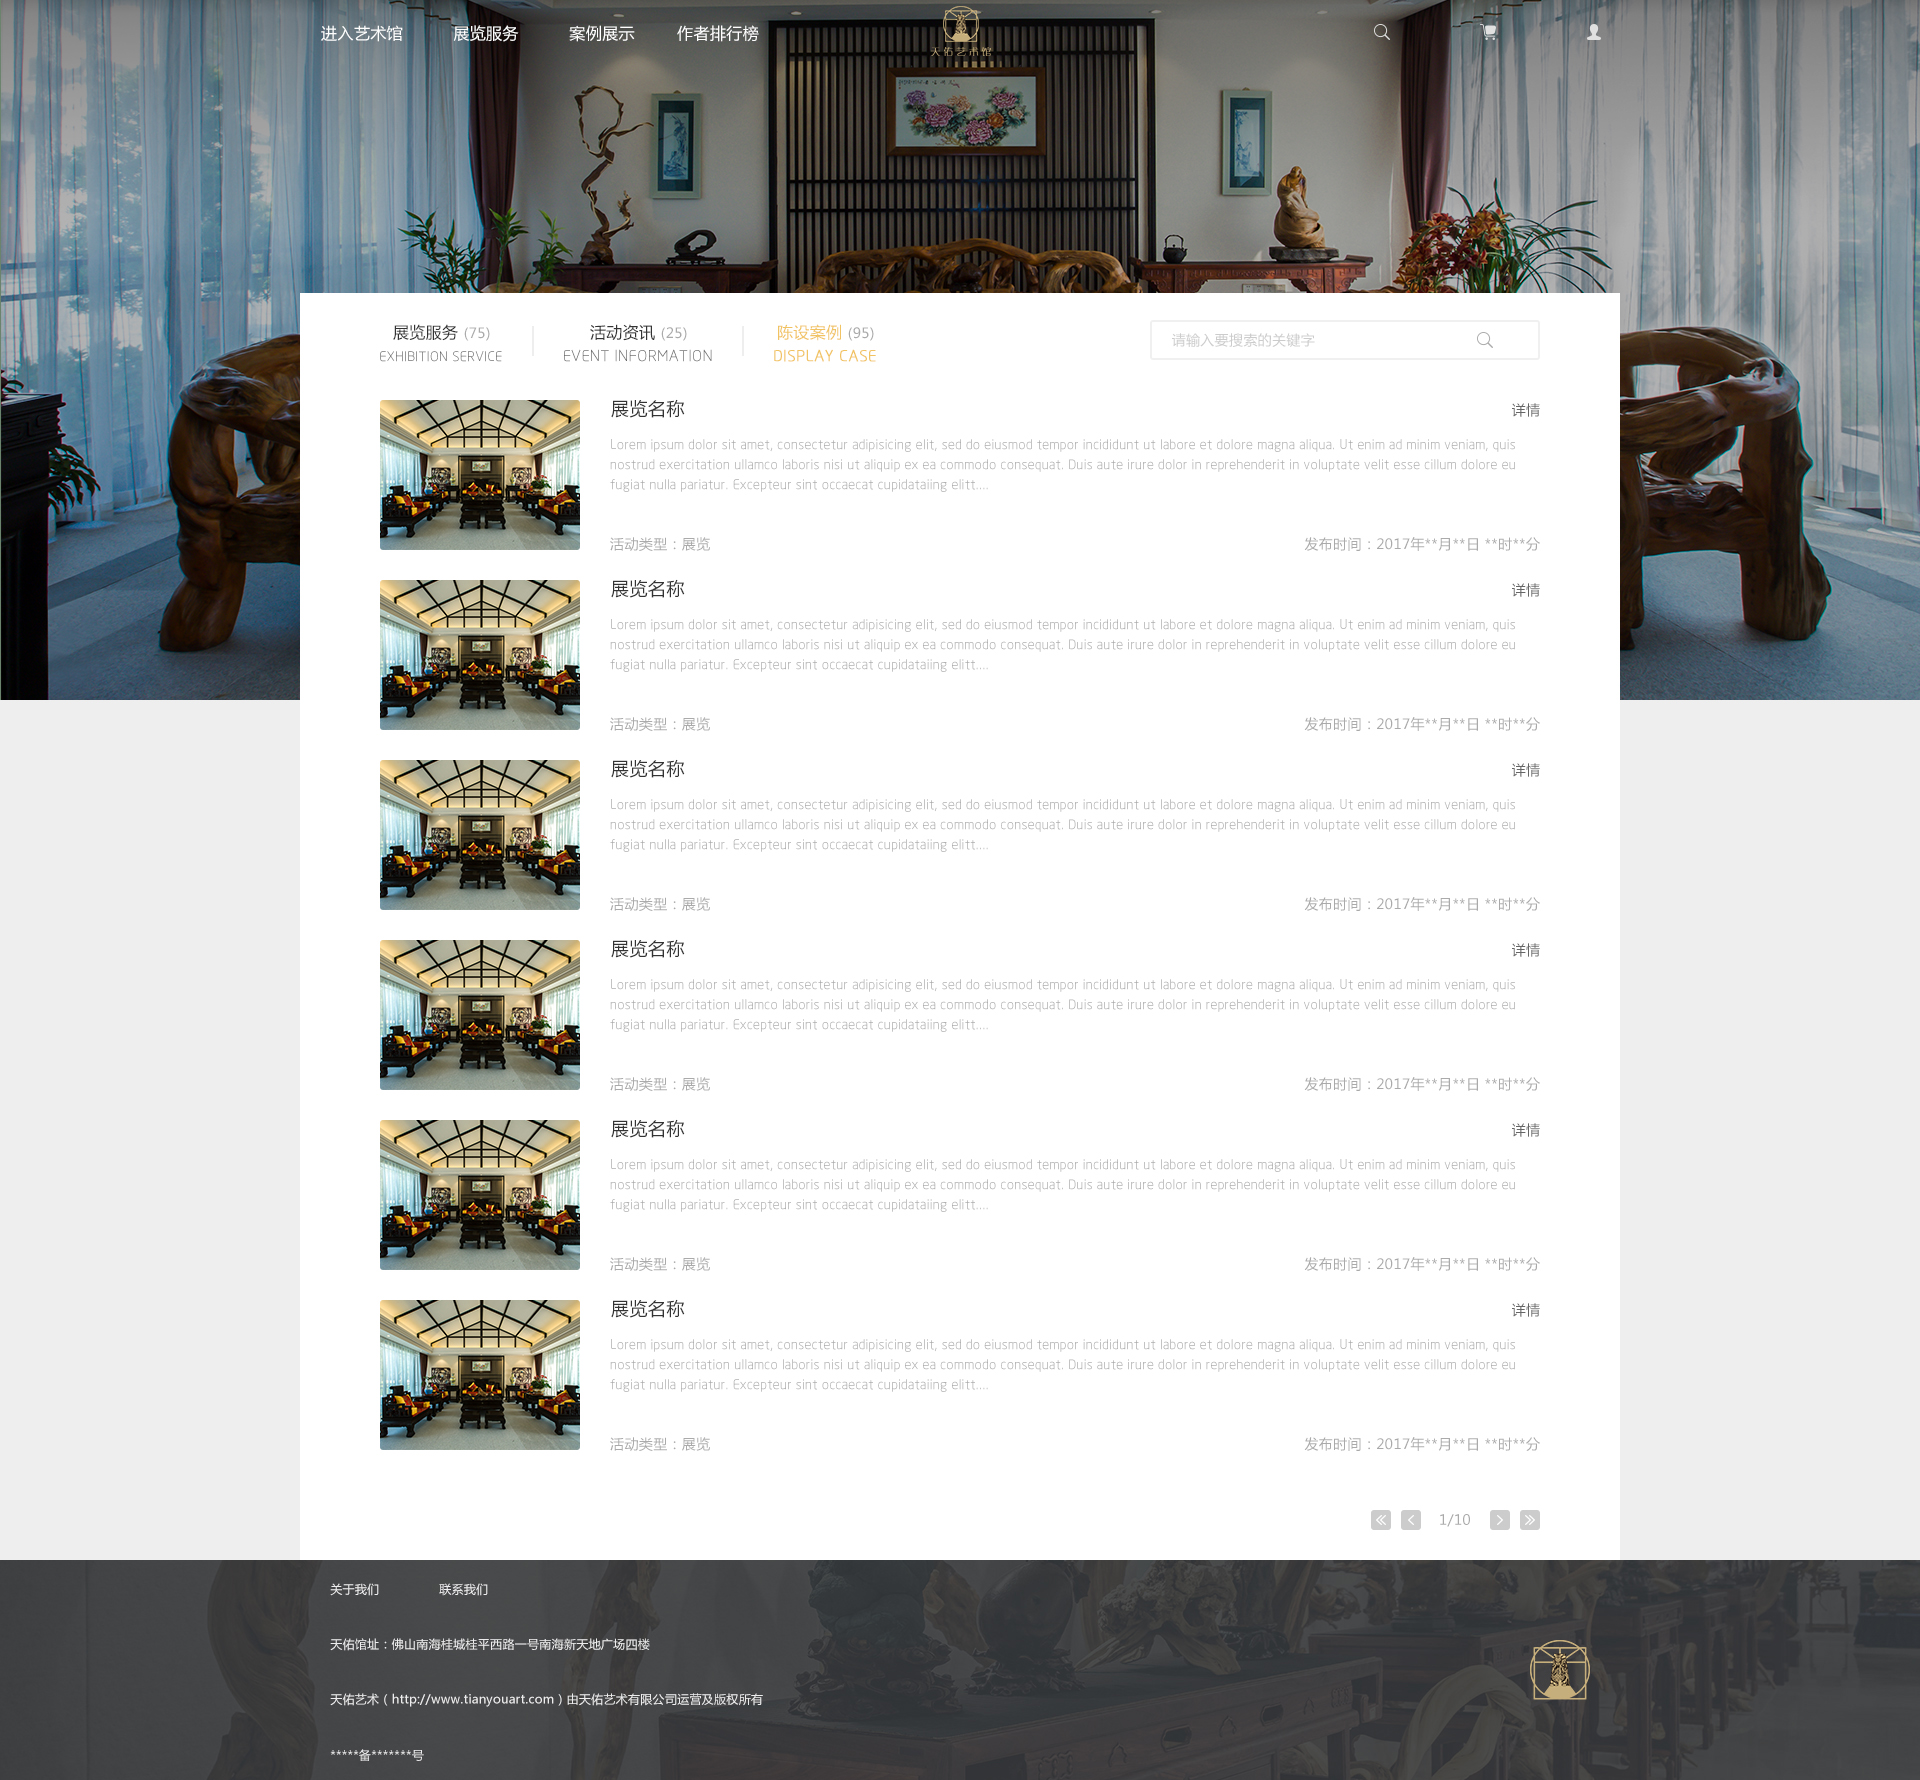 进入艺术馆
展览服务
案例展示
作者排行榜
天佑艺术馆
展览服务 (75)
EXHIBITION SERVICE
活动资讯 (25)
EVENT INFORMATION
陈设案例 (95)
DISPLAY CASE
请输入要搜索的关键字
展览名称
详情
Lorem ipsum dolor sit amet, consectetur adipisicing elit, sed do eiusmod tempor incididunt ut labore et dolore magna aliqua. Ut enim ad minim veniam, quis
nostrud exercitation ullamco laboris nisi ut aliquip ex ea commodo consequat. Duis aute irure dolor in reprehenderit in voluptate velit esse cillum dolore eu
fugiat nulla pariatur. Excepteur sint occaecat cupidataiing elitt....
活动类型：展览
发布时间：2017年**月**日 **时**分
展览名称
详情
Lorem ipsum dolor sit amet, consectetur adipisicing elit, sed do eiusmod tempor incididunt ut labore et dolore magna aliqua. Ut enim ad minim veniam, quis
nostrud exercitation ullamco laboris nisi ut aliquip ex ea commodo consequat. Duis aute irure dolor in reprehenderit in voluptate velit esse cillum dolore eu
fugiat nulla pariatur. Excepteur sint occaecat cupidataiing elitt....
活动类型：展览
发布时间：2017年**月**日 **时**分
展览名称
详情
Lorem ipsum dolor sit amet, consectetur adipisicing elit, sed do eiusmod tempor incididunt ut labore et dolore magna aliqua. Ut enim ad minim veniam, quis
nostrud exercitation ullamco laboris nisi ut aliquip ex ea commodo consequat. Duis aute irure dolor in reprehenderit in voluptate velit esse cillum dolore eu
fugiat nulla pariatur. Excepteur sint occaecat cupidataiing elitt....
活动类型：展览
发布时间：2017年**月**日 **时**分
展览名称
详情
Lorem ipsum dolor sit amet, consectetur adipisicing elit, sed do eiusmod tempor incididunt ut labore et dolore magna aliqua. Ut enim ad minim veniam, quis
nostrud exercitation ullamco laboris nisi ut aliquip ex ea commodo consequat. Duis aute irure dolor in reprehenderit in voluptate velit esse cillum dolore eu
fugiat nulla pariatur. Excepteur sint occaecat cupidataiing elitt....
活动类型：展览
发布时间：2017年**月**日 **时**分
展览名称
详情
Lorem ipsum dolor sit amet, consectetur adipisicing elit, sed do eiusmod tempor incididunt ut labore et dolore magna aliqua. Ut enim ad minim veniam, quis
nostrud exercitation ullamco laboris nisi ut aliquip ex ea commodo consequat. Duis aute irure dolor in reprehenderit in voluptate velit esse cillum dolore eu
fugiat nulla pariatur. Excepteur sint occaecat cupidataiing elitt....
活动类型：展览
发布时间：2017年**月**日 **时**分
展览名称
详情
Lorem ipsum dolor sit amet, consectetur adipisicing elit, sed do eiusmod tempor incididunt ut labore et dolore magna aliqua. Ut enim ad minim veniam, quis
nostrud exercitation ullamco laboris nisi ut aliquip ex ea commodo consequat. Duis aute irure dolor in reprehenderit in voluptate velit esse cillum dolore eu
fugiat nulla pariatur. Excepteur sint occaecat cupidataiing elitt....
活动类型：展览
发布时间：2017年**月**日 **时**分
1/10
关于我们
联系我们
天佑馆址：佛山南海桂城桂平西路一号南海新天地广场四楼
天佑艺术（http://www.tianyouart.com）由天佑艺术有限公司运营及版权所有
*****备*******号